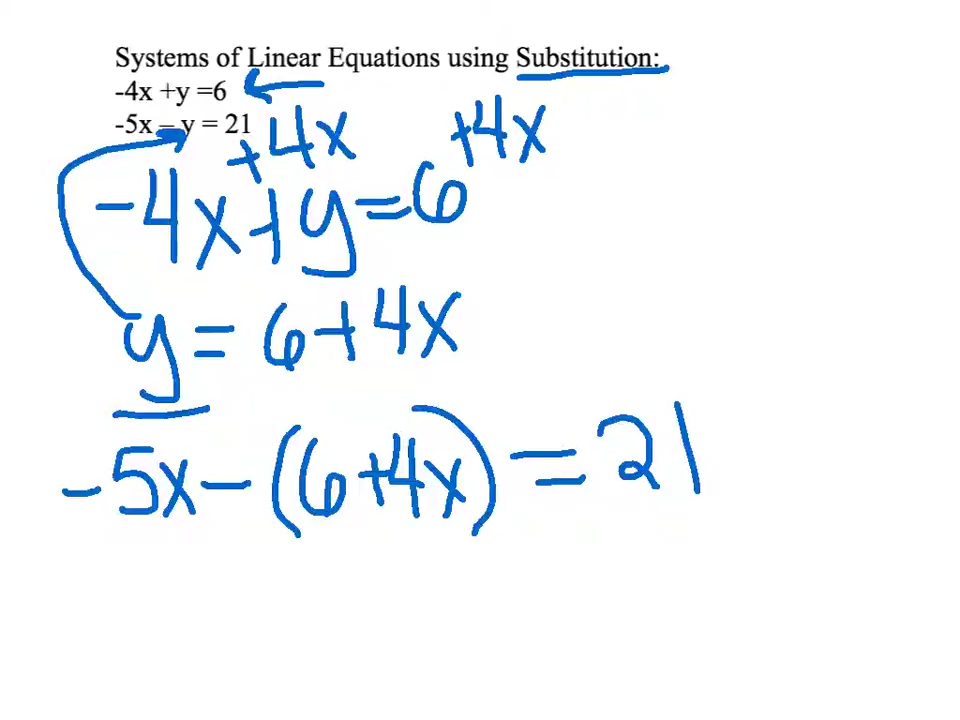 Systems of Linear Equations using Substitution:
-4x +y =6
-5x – y = 21
+4x +4x
-4x+y=6
y = 6+4x
-5x-(6+4x) = 21